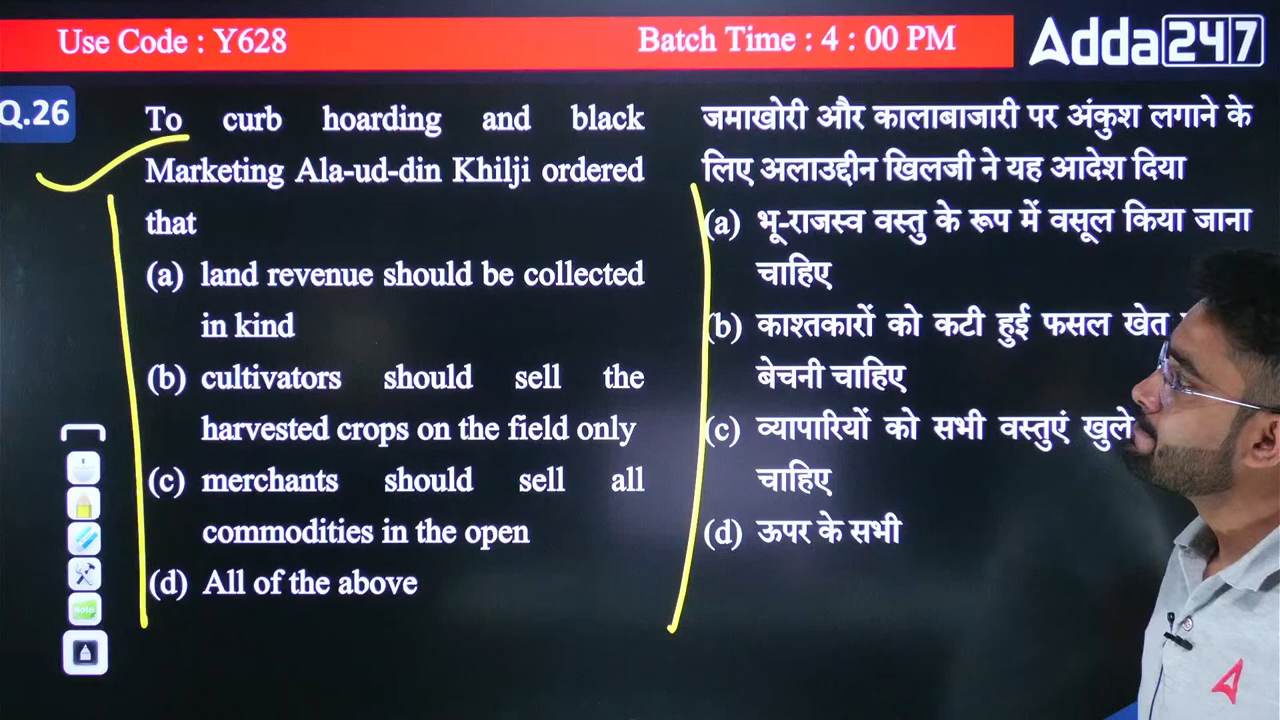 Use Code : Y628
Batch Time : 4 : 00 PM
Adda 247
Q.26
To curb hoarding and black
Marketing Ala-ud-din Khilji ordered
that
(a) land revenue should be collected
in kind
(b) cultivators should sell the
harvested crops on the field only
(c) merchants should sell all
commodities in the open
(d) All of the above
जमाखोरी और कालाबाजारी पर अंकुश लगाने के
लिए अलाउद्दीन खिलजी ने यह आदेश दिया
(a) भू-राजस्व वस्तु के रूप में वसूल किया जाना
चाहिए
(b) काश्तकारों को कटी हुई फसल खेत
बेचनी चाहिए
(c) व्यापारियों को सभी वस्तुएं खुले
चाहिए
(d) ऊपर के सभी